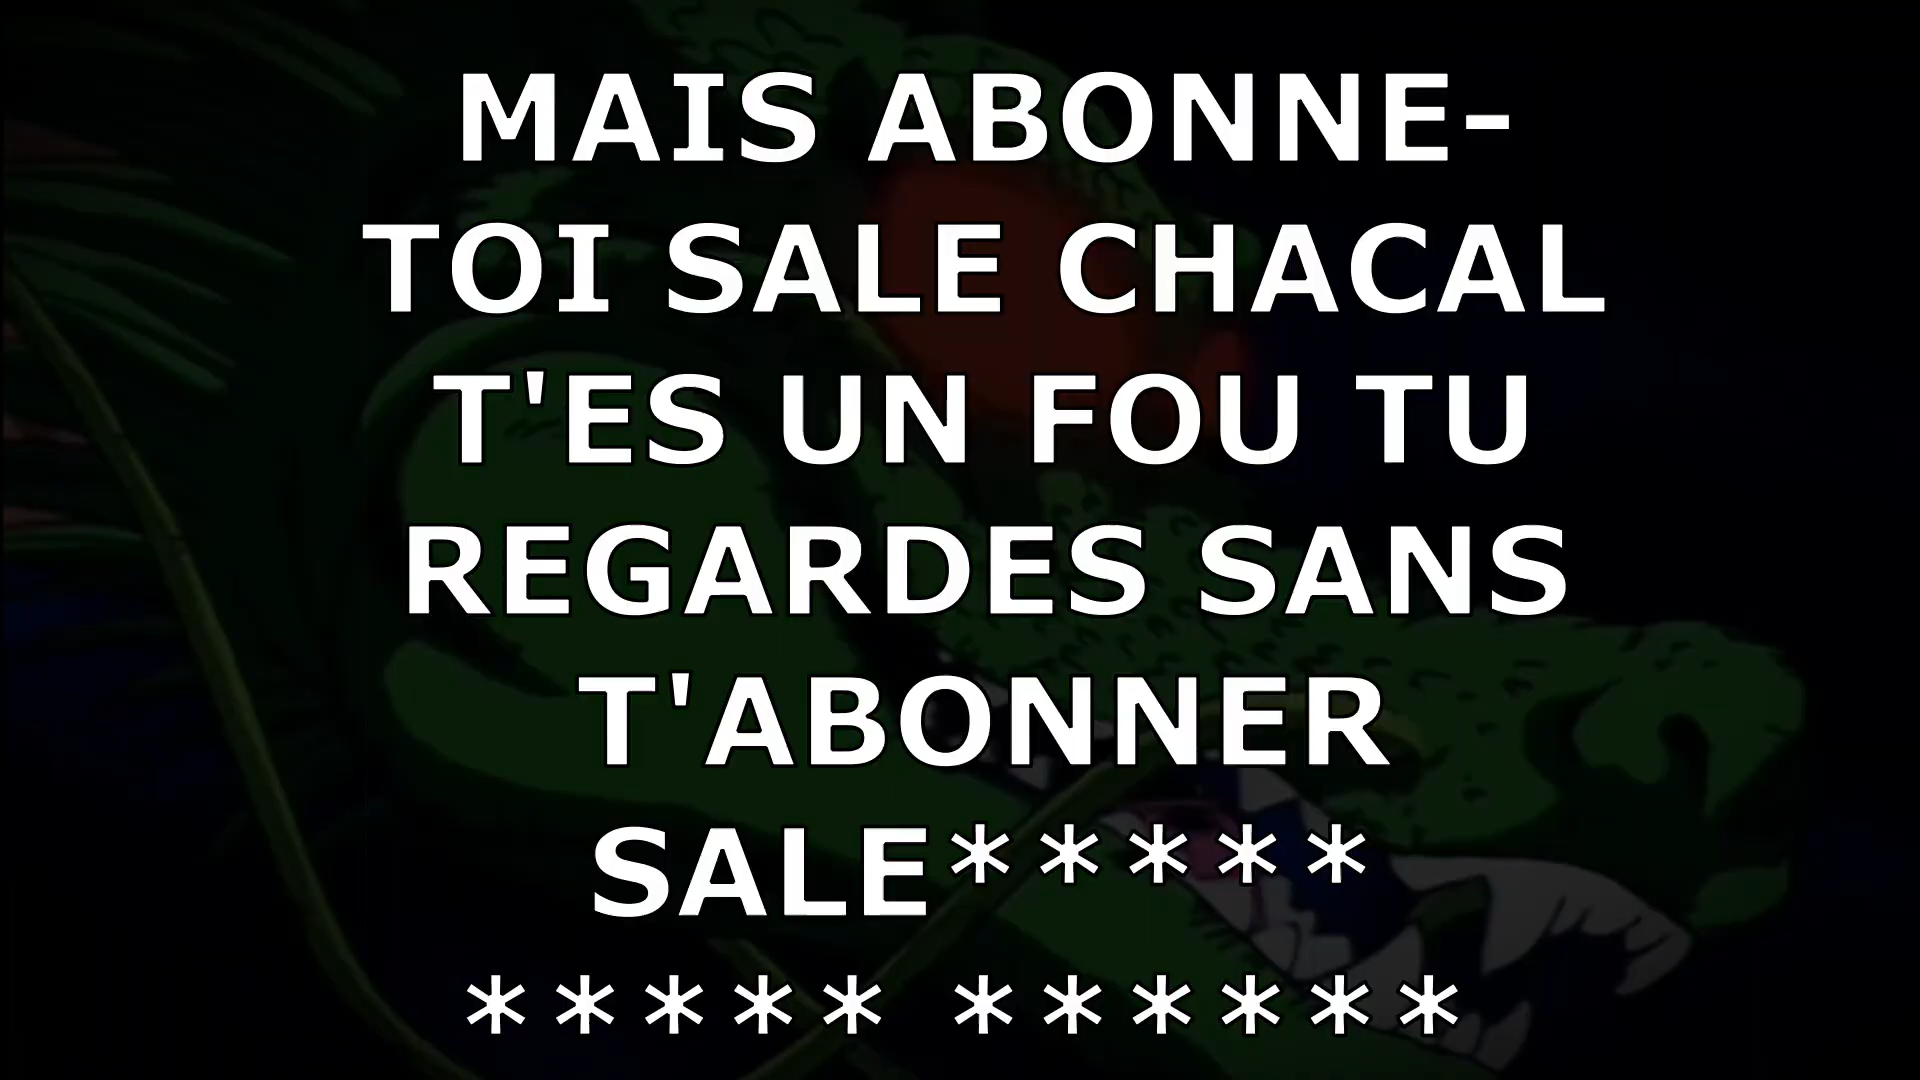 MAIS ABONNE-
TOI SALE CHACAL
T'ES UN FOU TU
REGARDES SANS
T'ABONNER
SALE*****
***** ******